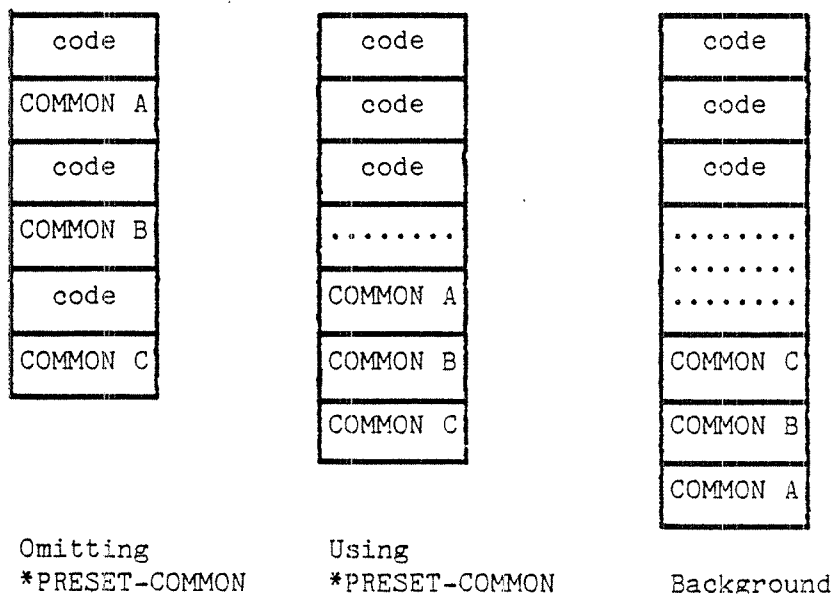 code
COMMON A
code
COMMON B
code
COMMON C
Omitting
*PRESET-COMMON
code
code
code
........
COMMON A
COMMON B
COMMON C
Using
*PRESET-COMMON
code
code
code
........
........
........
COMMON C
COMMON B
COMMON A
Background